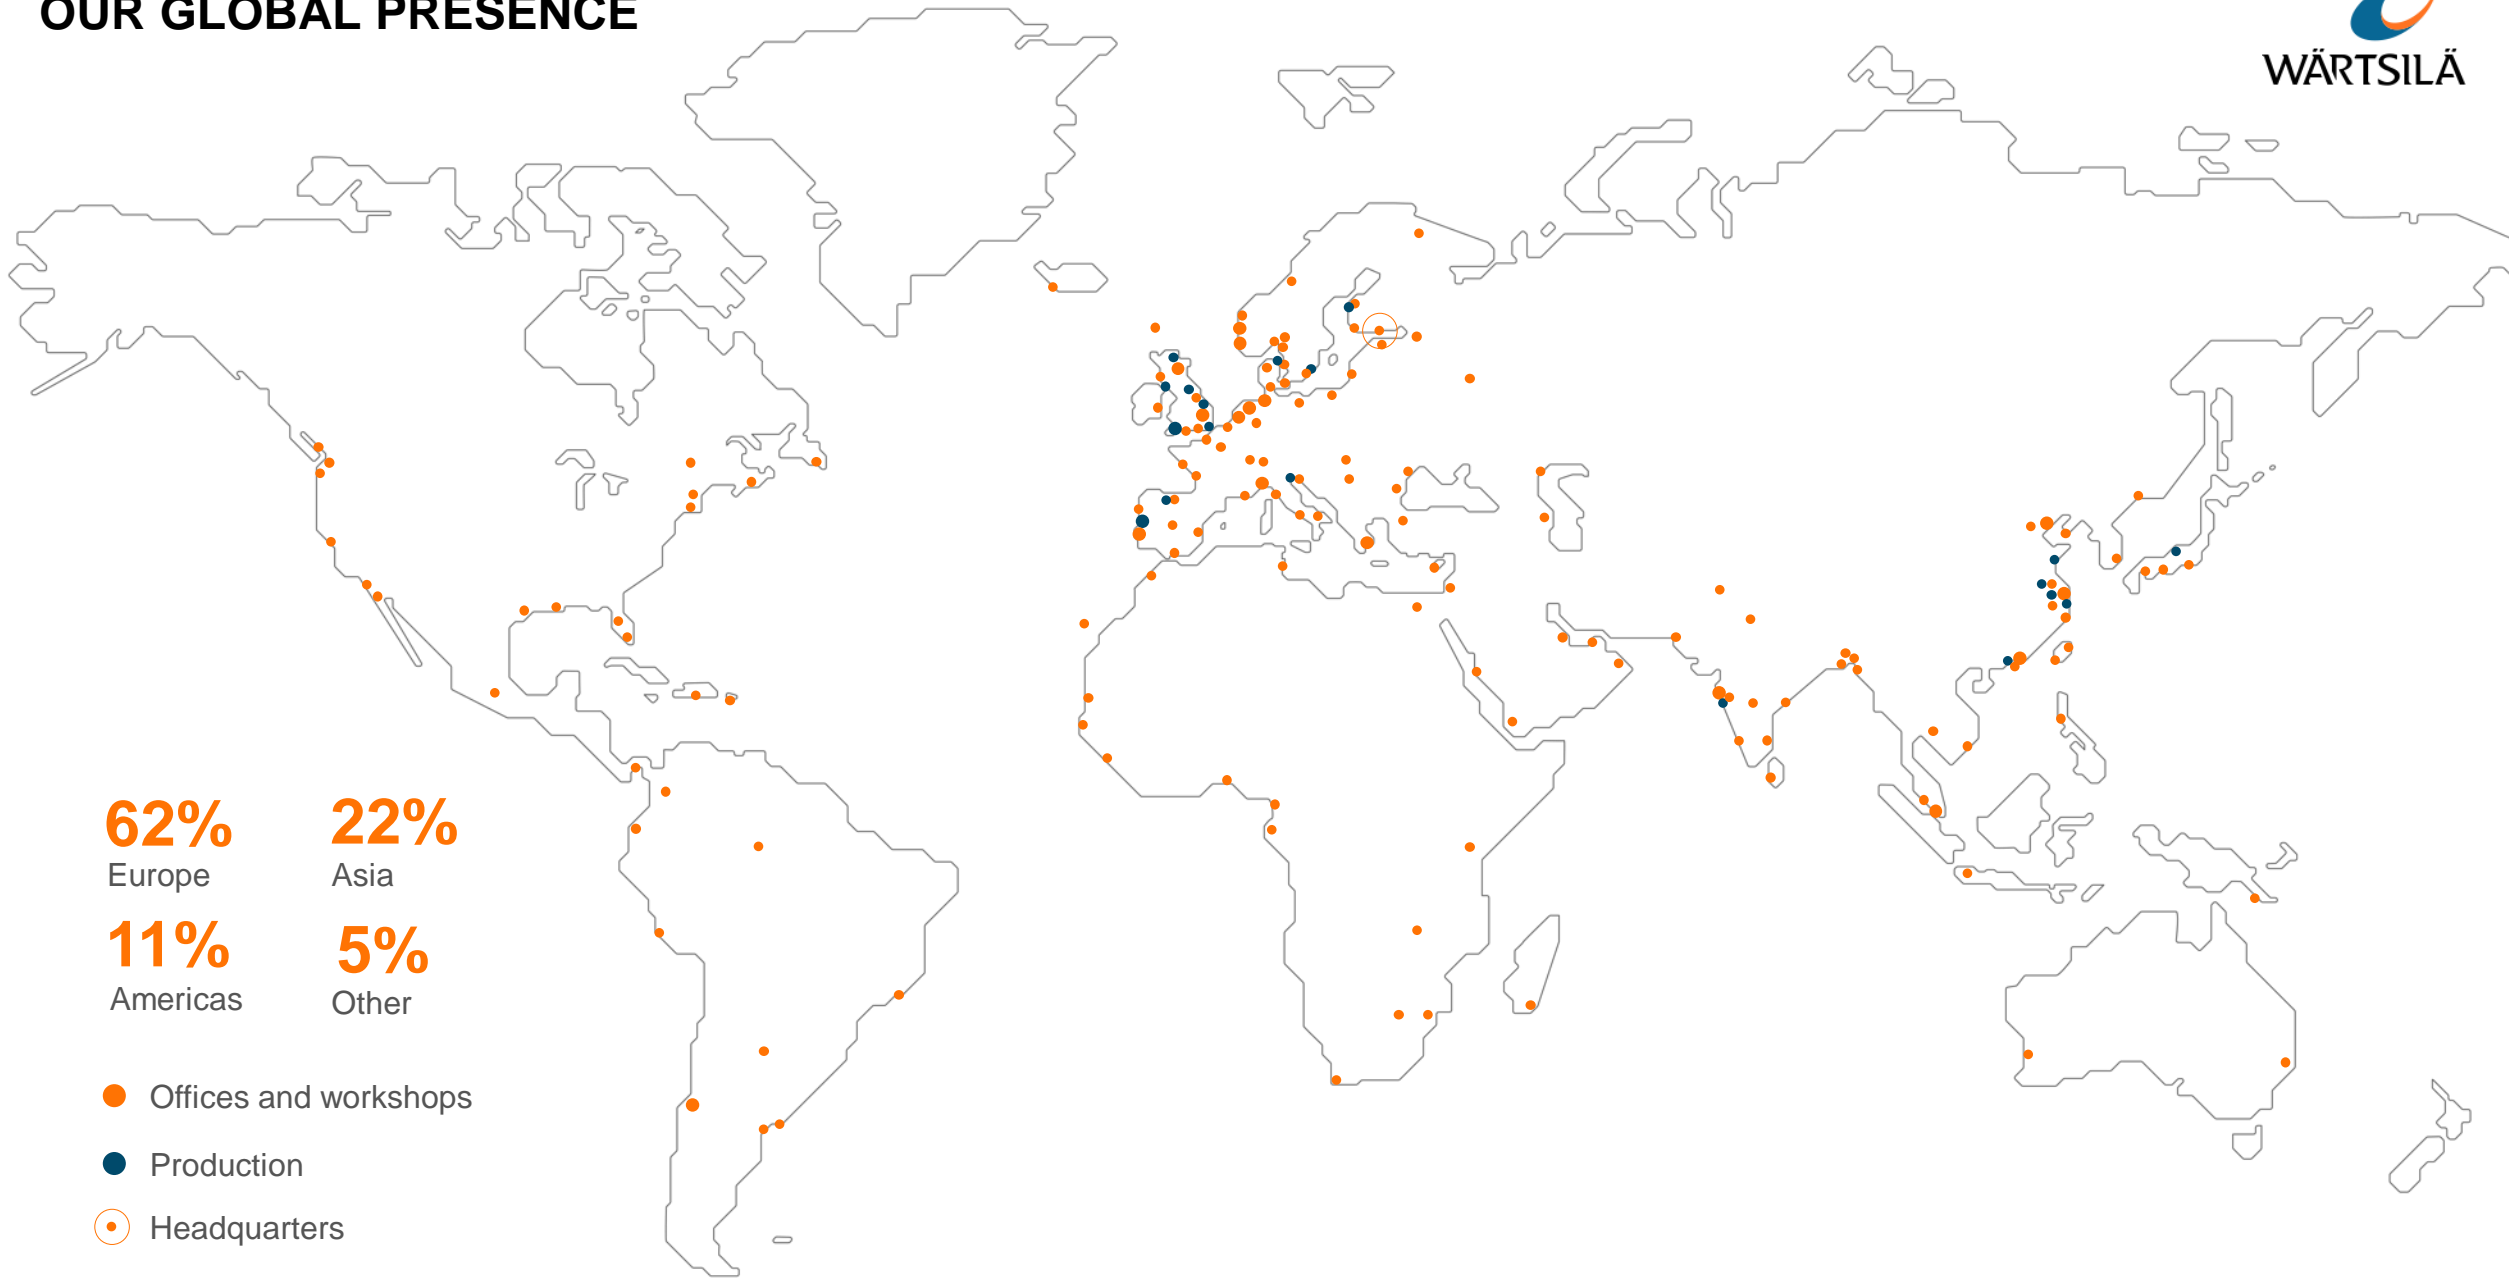 OUR GLOBAL PRESENCE
WÄRTSILÄ
62%
Europe
22%
Asia
11%
Americas
5%
Other
Offices and workshops
Production
Headquarters